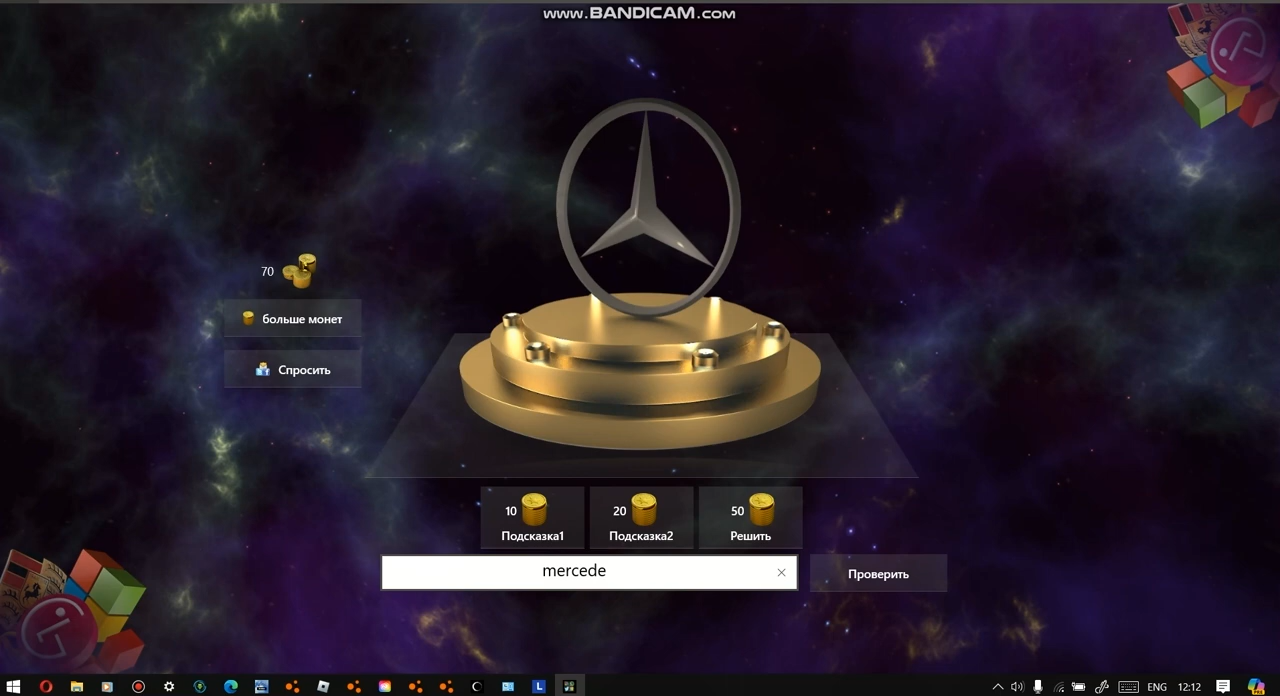 www.BANDICAM.com
70
больше монет
Спросить
10
20
50
Подсказка1
Подсказка2
Решить
mercede
Проверить
ENG
12:12